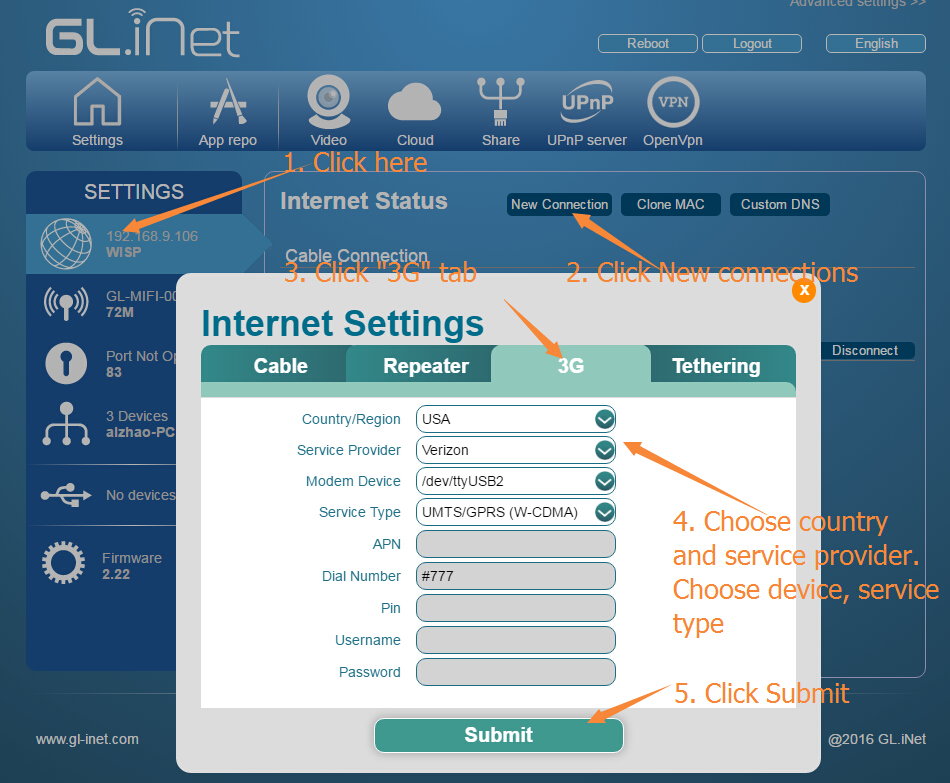 Advanced settings >>
GL.iNet
Reboot
Logout
English
Settings
App repo
Video
Cloud
Share
UPnP
UPnP server
VPN
OpenVpn
1. Click here
SETTINGS
192.168.9.106
WISP
GL-MIFI-00
72M
Port Not Op
83
3 Devices
alzhao-PC
No devices
Firmware
2.22
Internet Status
New Connection
Clone MAC
Custom DNS
Cable Connection
3. Click "3G" tab
2. Click New connections
Disconnect
X
Internet Settings
Cable
Repeater
3G
Tethering
Country/Region
USA
Service Provider
Verizon
Modem Device
/dev/ttyUSB2
Service Type
UMTS/GPRS (W-CDMA)
APN
Dial Number
#777
Pin
Username
Password
4. Choose country
and service provider.
Choose device, service
type
5. Click Submit
Submit
www.gl-inet.com
@2016 GL.iNet